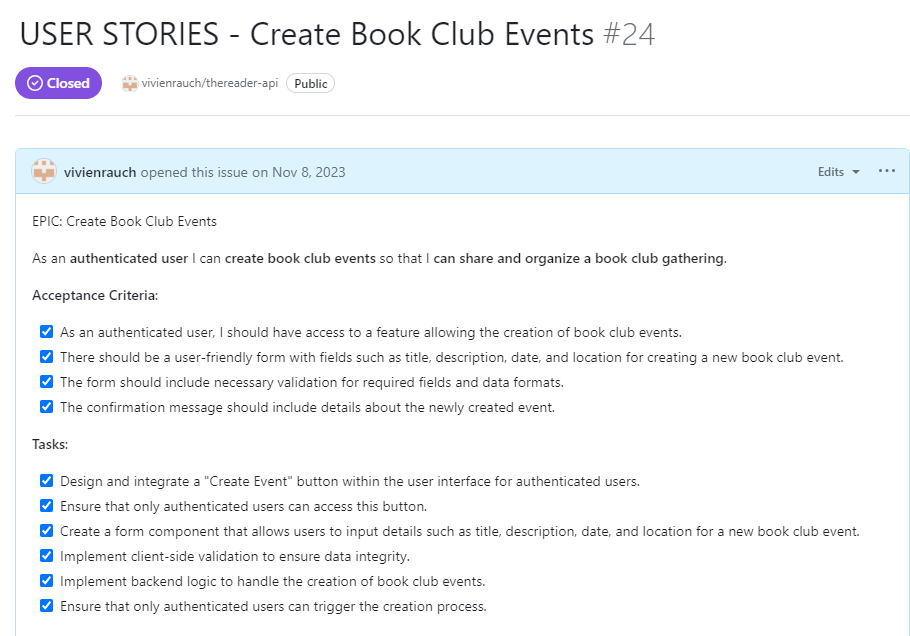 USER STORIES - Create Book Club Events #24
Closed vivienrauch/thereader-api Public
vivienrauch opened this issue on Nov 8, 2023 Edits
EPIC: Create Book Club Events
As an authenticated user I can create book club events so that I can share and organize a book club gathering.
Acceptance Criteria:
As an authenticated user, I should have access to a feature allowing the creation of book club events.
There should be a user-friendly form with fields such as title, description, date, and location for creating a new book club event.
The form should include necessary validation for required fields and data formats.
The confirmation message should include details about the newly created event.
Tasks:
Design and integrate a "Create Event" button within the user interface for authenticated users.
Ensure that only authenticated users can access this button.
Create a form component that allows users to input details such as title, description, date, and location for a new book club event.
Implement client-side validation to ensure data integrity.
Implement backend logic to handle the creation of book club events.
Ensure that only authenticated users can trigger the creation process.